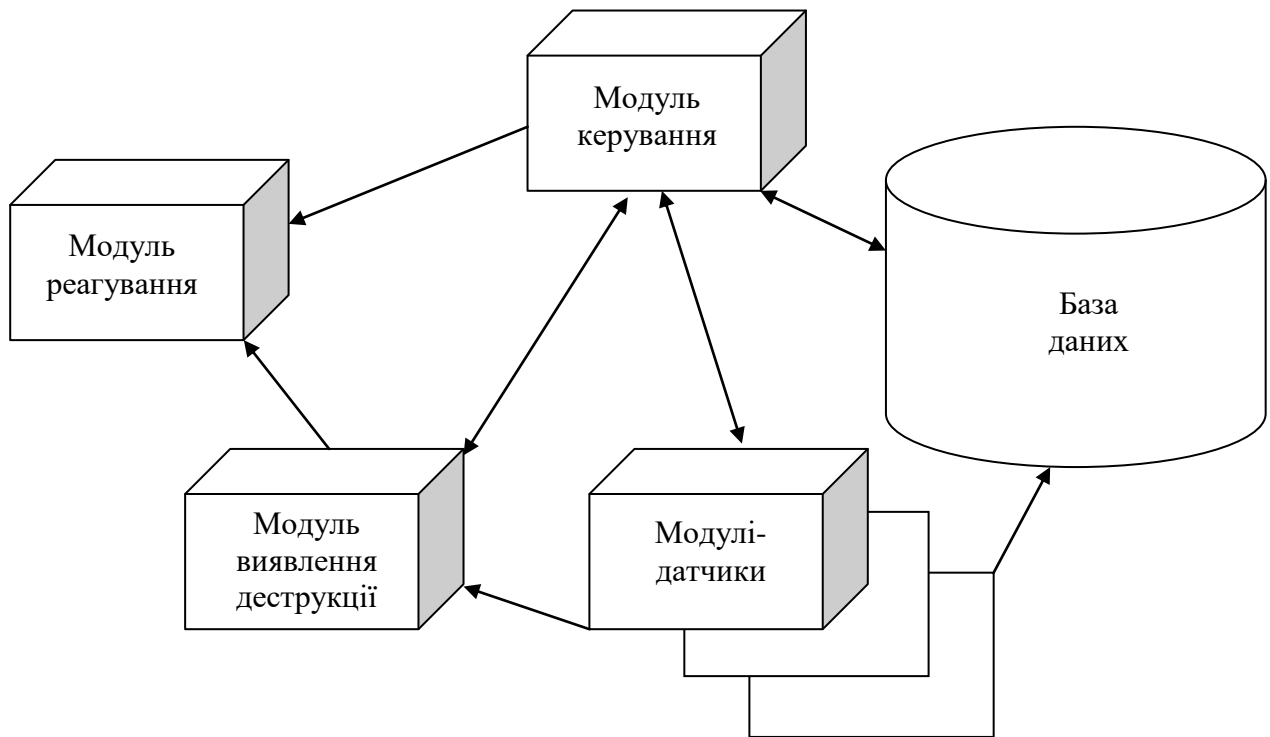 Модуль
керування
Модуль
реагування
База
даних
Модуль
виявлення
деструкції
Модулі-
датчики